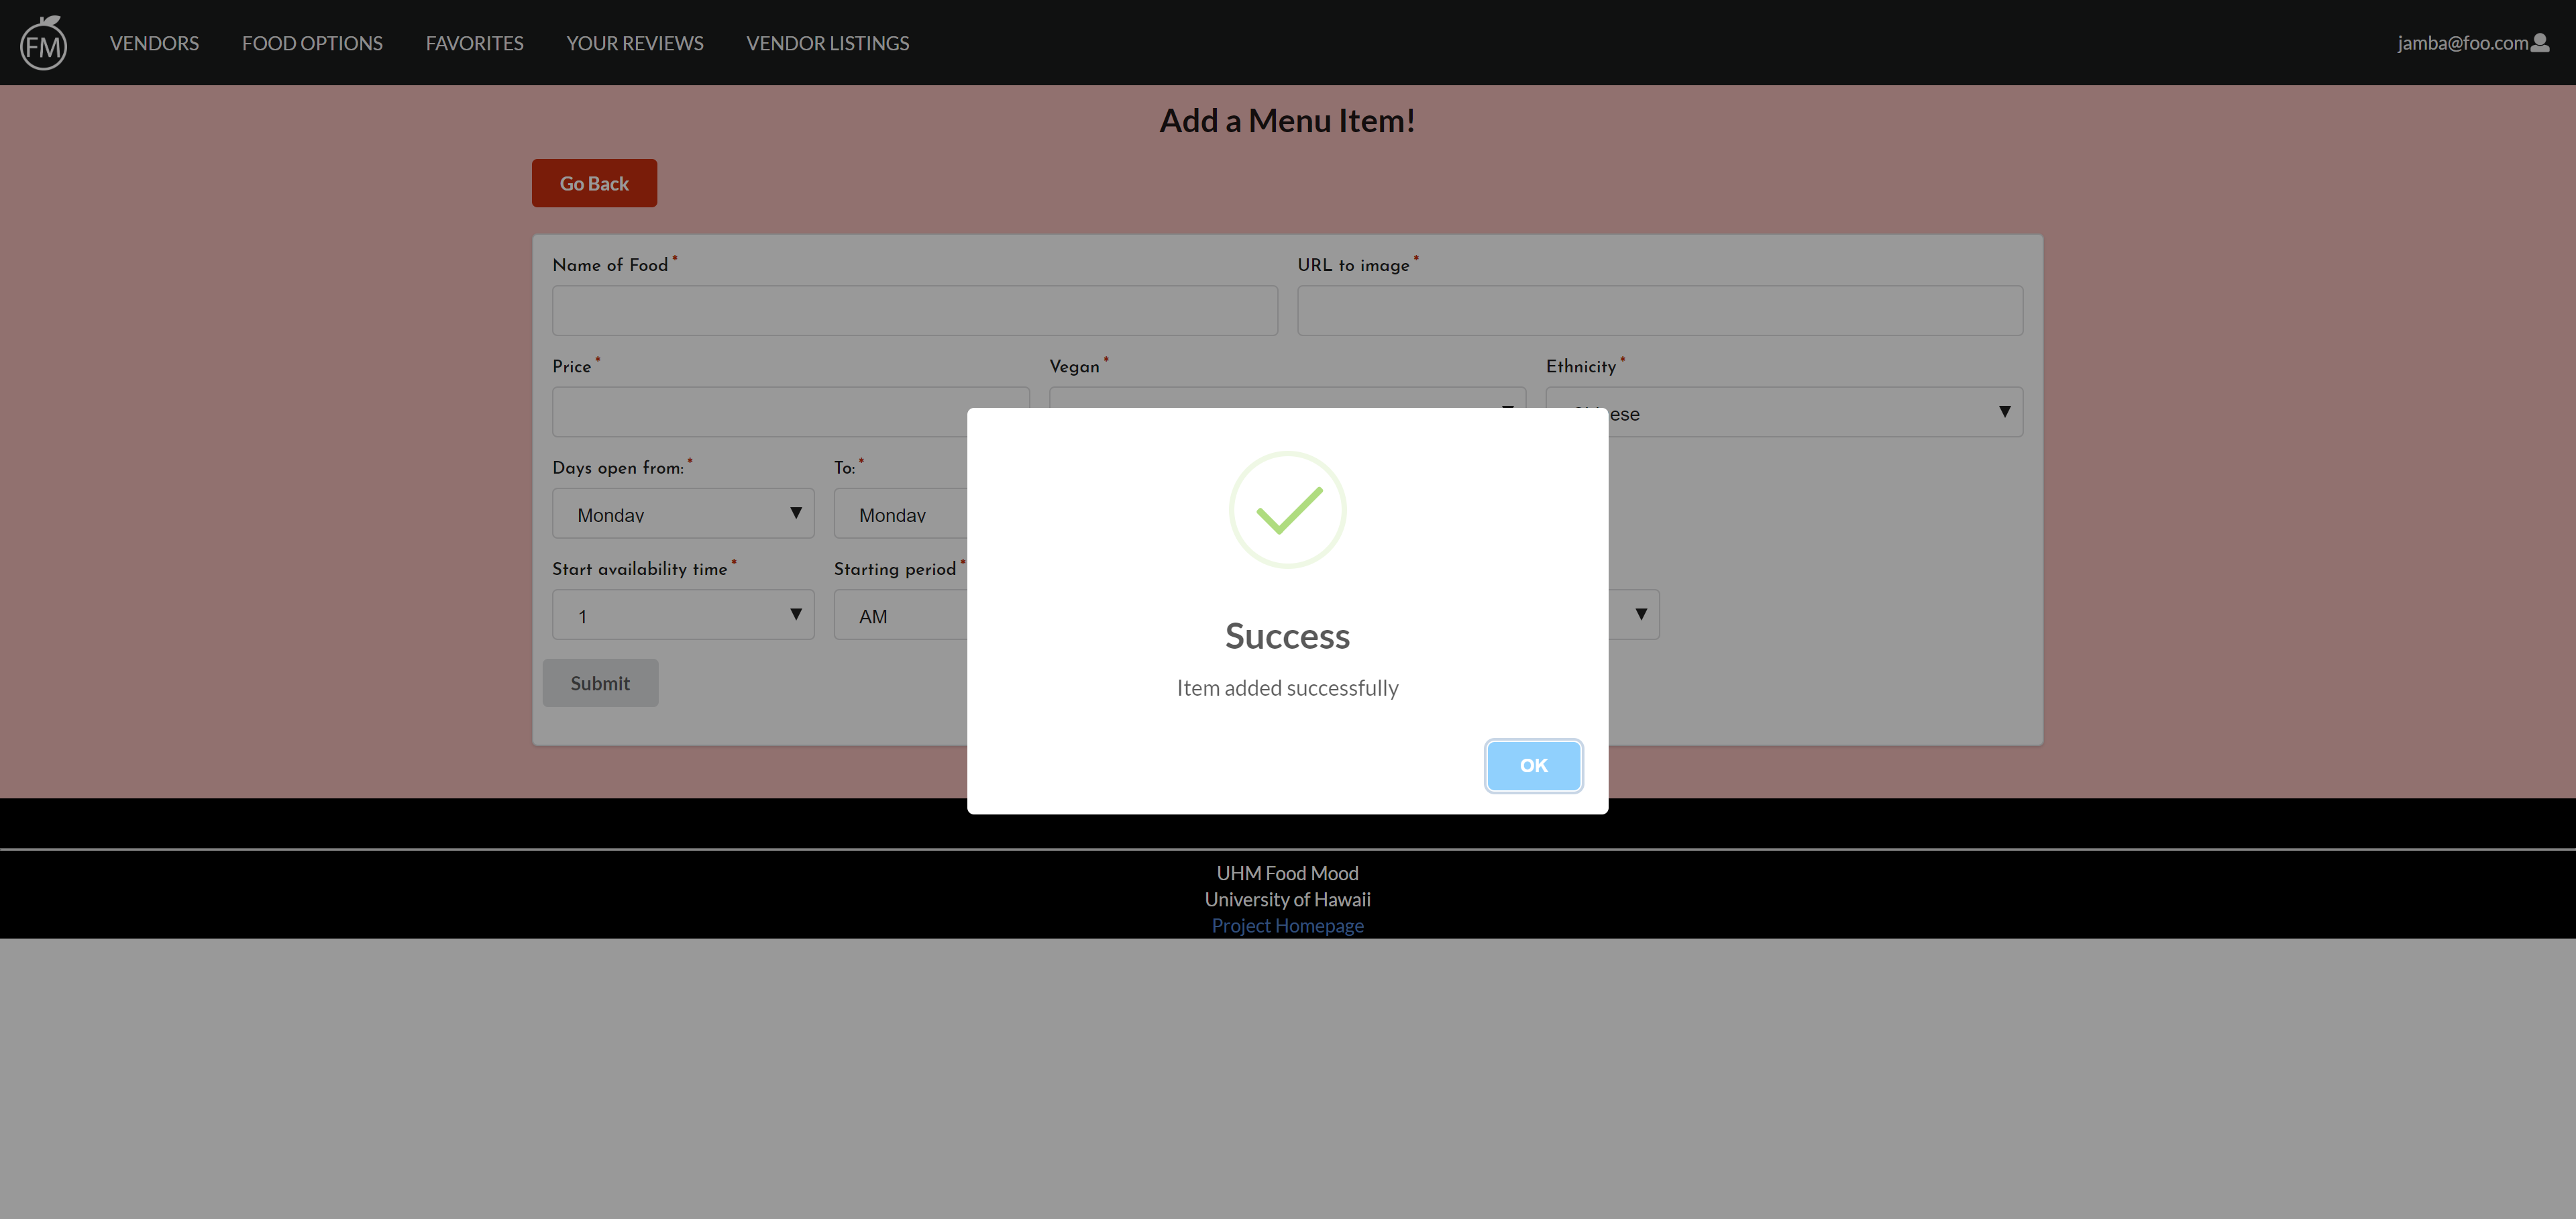 FM
VENDORS FOOD OPTIONS FAVORITES YOUR REVIEWS VENDOR LISTINGS jamba@foo.com
Add a Menu Item!
Go Back
Name of Food * URL to image *
Price * Vegan * Ethnicity *
Days open from: * To: *
Monday Monday
Start availability time * Starting period *
1 AM
Submit
Success
Item added successfully
OK
UHM Food Mood
University of Hawaii
Project Homepage